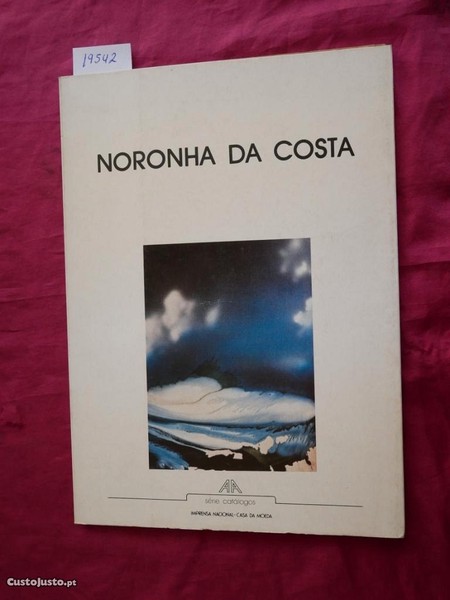 19542
NORONHA DA COSTA
série catálogos
IMPRENSA NACIONAL-CASA DA MOEDA
CustoJusto.pt